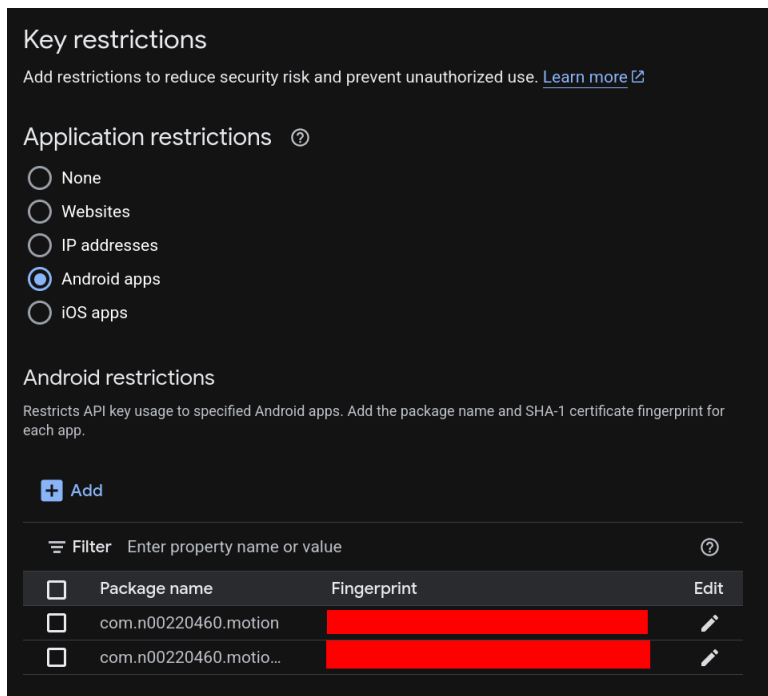 Key restrictions
Add restrictions to reduce security risk and prevent unauthorized use. Learn more
Application restrictions
None
Websites
IP addresses
Android apps
iOS apps
Android restrictions
Restricts API key usage to specified Android apps. Add the package name and SHA-1 certificate fingerprint for
each app.
Add
Filter Enter property name or value
Package name Fingerprint Edit
com.n00220460.motion
com.n00220460.motio...